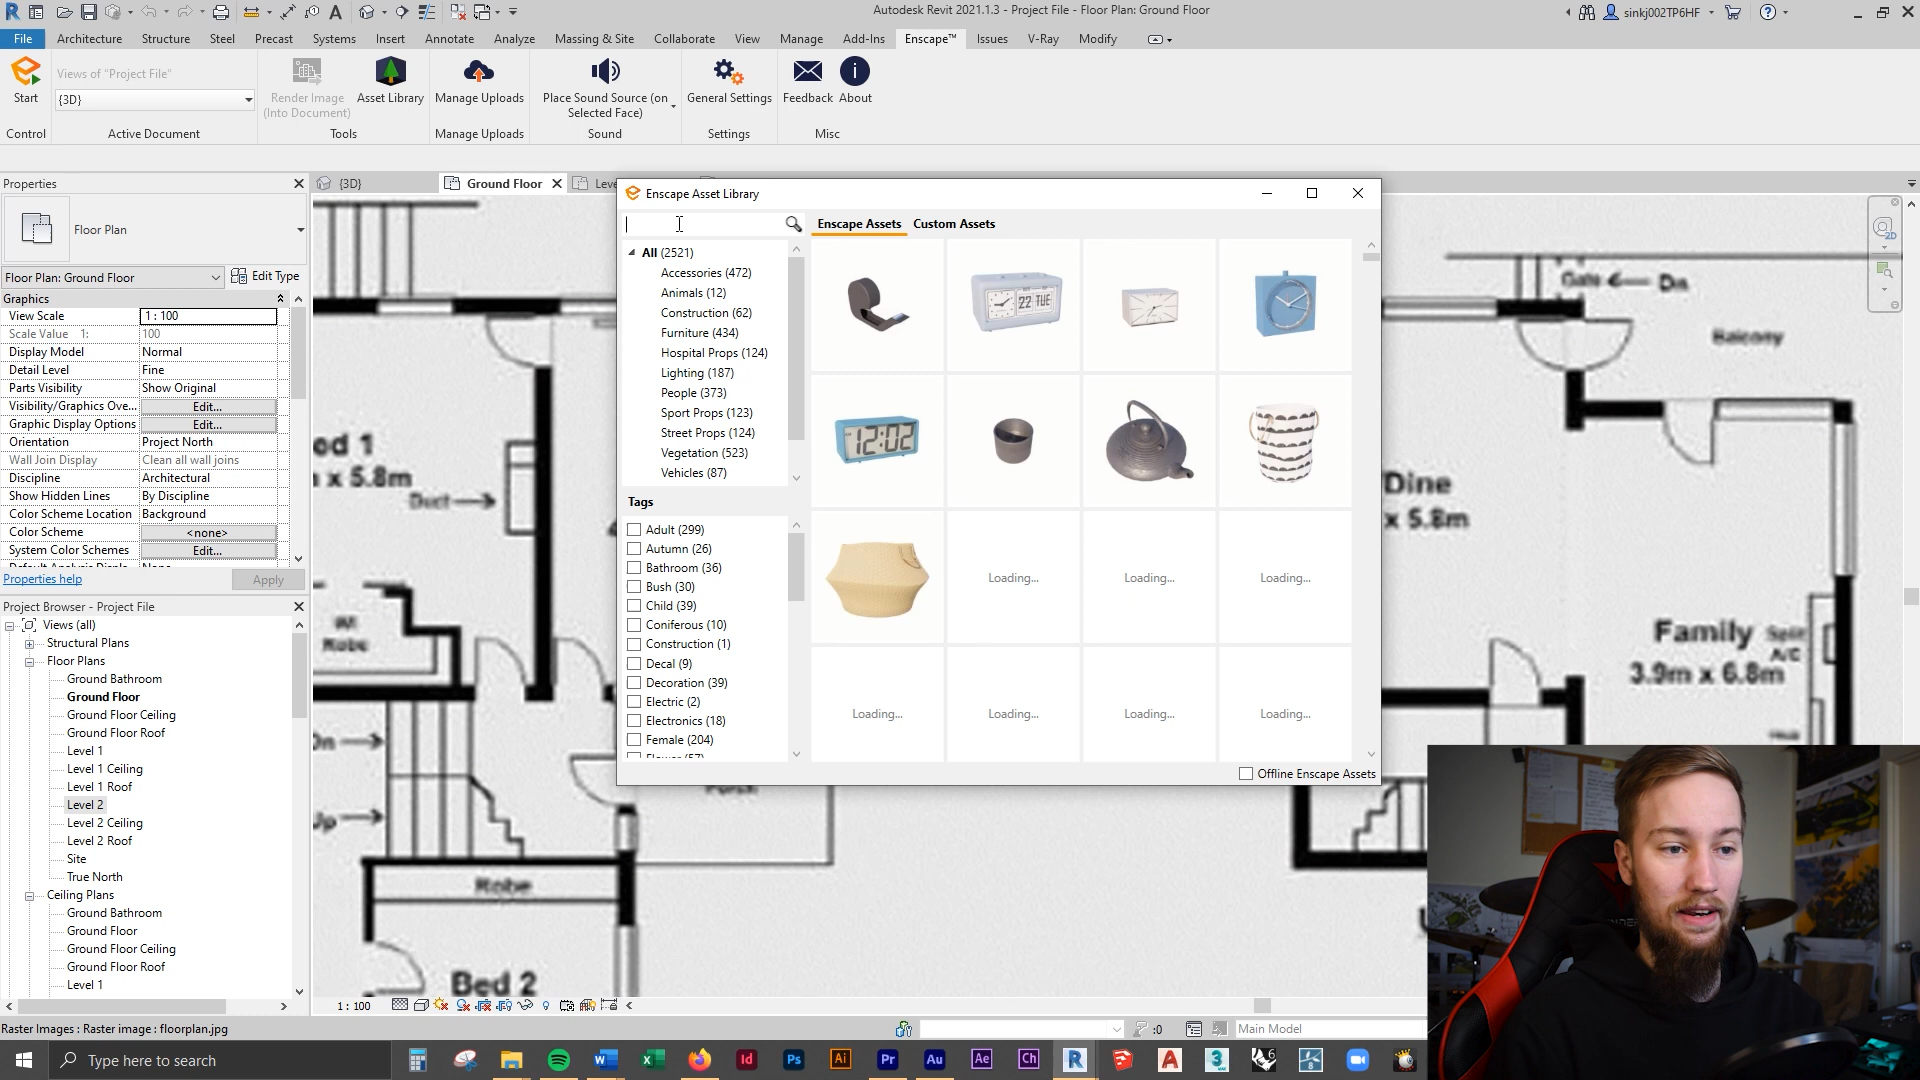 Autodesk Revit 2021.1.3 - Project File - Floor Plan: Ground Floor
sinkj002TP6HF
File Architecture Structure Steel Precast Systems Insert Annotate Analyze Massing & Site Collaborate View Manage Add-Ins Enscape™ Issues V-Ray Modify
Views of "Project File"
{3D}
Start
Render Image
(Into Document)
Asset Library
Manage Uploads
Place Sound Source (on
Selected Face)
General Settings
Feedback
About
Control Active Document Tools Manage Uploads Sound Settings Misc
Properties
{3D}
Ground Floor
Floor Plan
Floor Plan: Ground Floor
Edit Type
Graphics
View Scale 1 : 100
Scale Value 1: 100
Display Model Normal
Detail Level Fine
Parts Visibility Show Original
Visibility/Graphics Ove... Edit...
Graphic Display Options Edit...
Orientation Project North
Wall Join Display Clean all wall joins
Discipline Architectural
Show Hidden Lines By Discipline
Color Scheme Location Background
Color Scheme <none>
System Color Schemes Edit...
Properties help
Apply
Project Browser - Project File
Views (all)
Structural Plans
Floor Plans
Ground Bathroom
Ground Floor
Ground Floor Ceiling
Ground Floor Roof
Level 1
Level 1 Ceiling
Level 1 Roof
Level 2
Level 2 Ceiling
Level 2 Roof
Site
True North
Ceiling Plans
Ground Bathroom
Ground Floor
Ground Floor Ceiling
Ground Floor Roof
Level 1
Enscape Asset Library
Enscape Assets
Custom Assets
All (2521)
Accessories (472)
Animals (12)
Construction (62)
Furniture (434)
Hospital Props (124)
Lighting (187)
People (373)
Sport Props (123)
Street Props (124)
Vegetation (523)
Vehicles (87)
Tags
Adult (299)
Autumn (26)
Bathroom (36)
Bush (30)
Child (39)
Coniferous (10)
Construction (1)
Decal (9)
Decoration (39)
Electric (2)
Electronics (18)
Female (204)
22 TUE
12:02
Loading... Loading... Loading...
Loading... Loading... Loading... Loading...
Offline Enscape Assets
ed 1
x 5.8m
Duct
WI
Robe
Dn
Up
Porch
Robe
Bed 2
Gate
Dn
Balcony
Dine
x 5.8m
Family
Split
A/C
3.9m x 6.8m
1 : 100
Raster Images : Raster image : floorplan.jpg
:0
Main Model
Type here to search